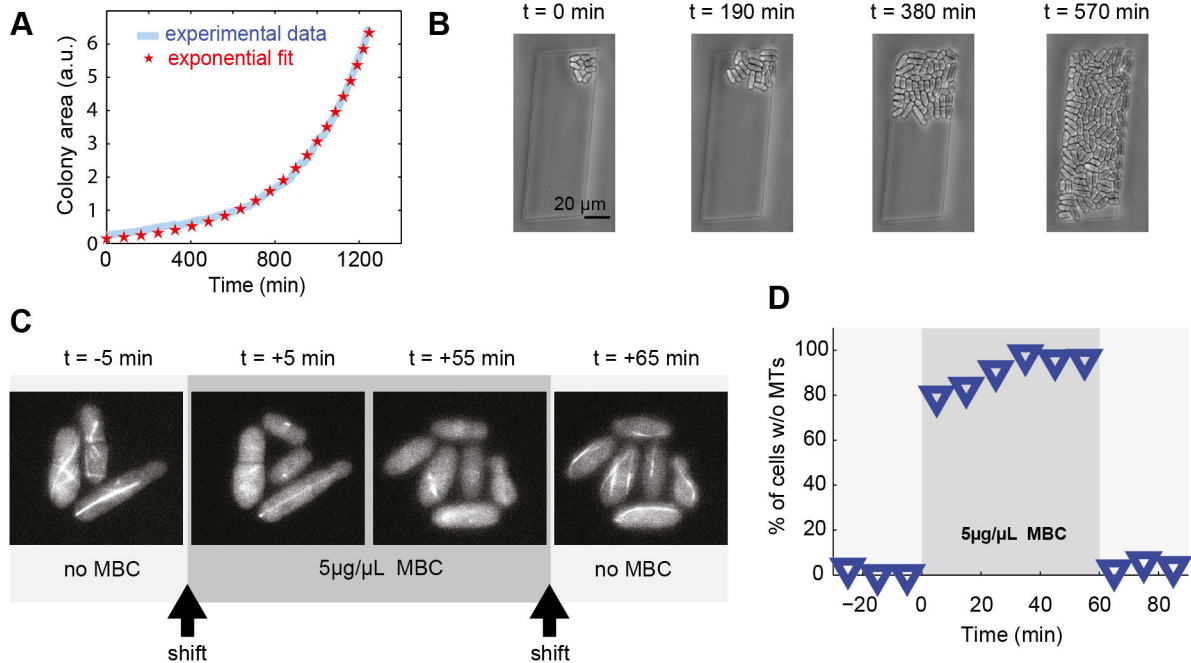 A
experimental data
exponential fit
Colony area (a.u.)
6
5
4
3
2
1
0
0 400 800 1200
Time (min)
B
t = 0 min t = 190 min t = 380 min t = 570 min
20 µm
C
t = -5 min t = +5 min t = +55 min t = +65 min
no MBC 5µg/µL MBC no MBC
shift shift
D
% of cells w/o MTs
100
80
60
40
20
0
5µg/µL MBC
−20 0 20 40 60 80
Time (min)